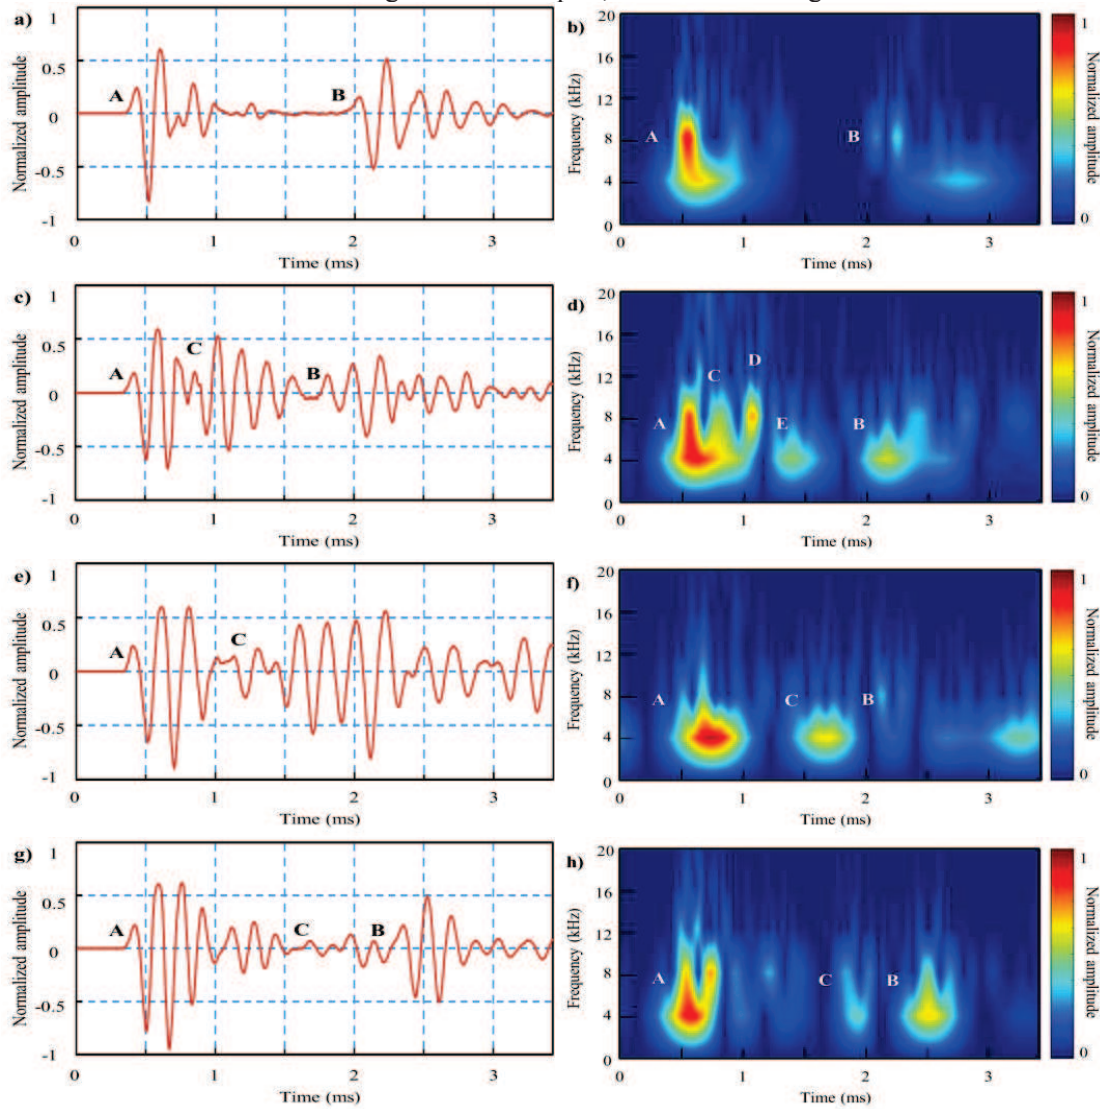 a)
Normalized amplitude
1
0.5
0
-0.5
-1
A
B
0 1 2 3
Time (ms)
b)
Frequency (kHz)
20
16
12
8
4
0
A
B
0 1 2 3
Time (ms)
1
0
Normalized amplitude
c)
Normalized amplitude
1
0.5
0
-0.5
-1
A
C
B
0 1 2 3
Time (ms)
d)
Frequency (kHz)
20
16
12
8
4
0
A
C
D
E
B
0 1 2 3
Time (ms)
1
0
Normalized amplitude
e)
Normalized amplitude
1
0.5
0
-0.5
-1
A
C
0 1 2 3
Time (ms)
f)
Frequency (kHz)
20
16
12
8
4
0
A
C
B
0 1 2 3
Time (ms)
1
0
Normalized amplitude
g)
Normalized amplitude
1
0.5
0
-0.5
-1
A
C
B
0 1 2 3
Time (ms)
h)
Frequency (kHz)
20
16
12
8
4
0
A
C
B
0 1 2 3
Time (ms)
1
0
Normalized amplitude